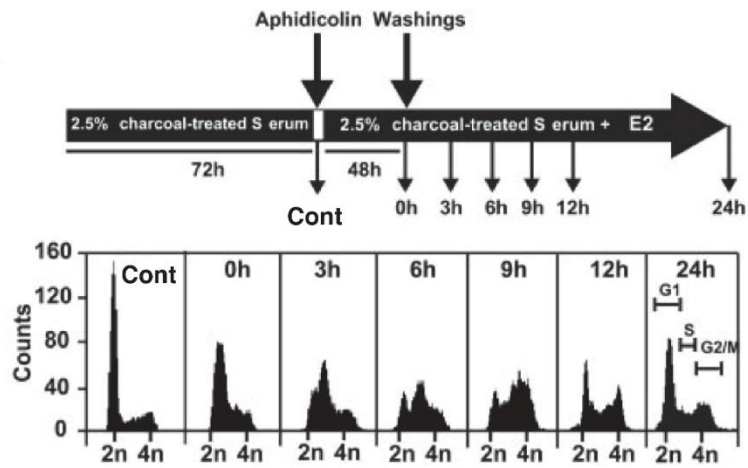 Aphidicolin Washings
2.5% charcoal-treated S erum 2.5% charcoal-treated S erum + E2
72h 48h
Cont 0h 3h 6h 9h 12h 24h
160 120 80 40 0
Counts
Cont 0h 3h 6h 9h 12h 24h
G1
S
G2/M
2n 4n 2n 4n 2n 4n 2n 4n 2n 4n 2n 4n 2n 4n